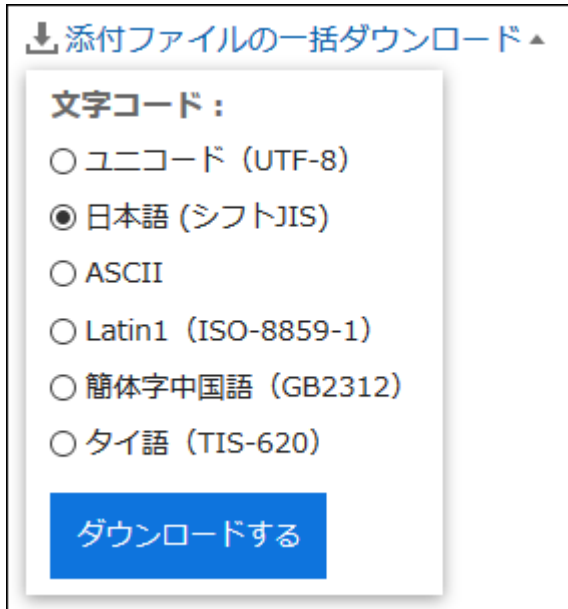 添付ファイルの一括ダウンロード
文字コード：
ユニコード（UTF-8）
日本語 (シフトJIS)
ASCII
Latin1（ISO-8859-1）
簡体字中国語（GB2312）
タイ語（TIS-620）
ダウンロードする